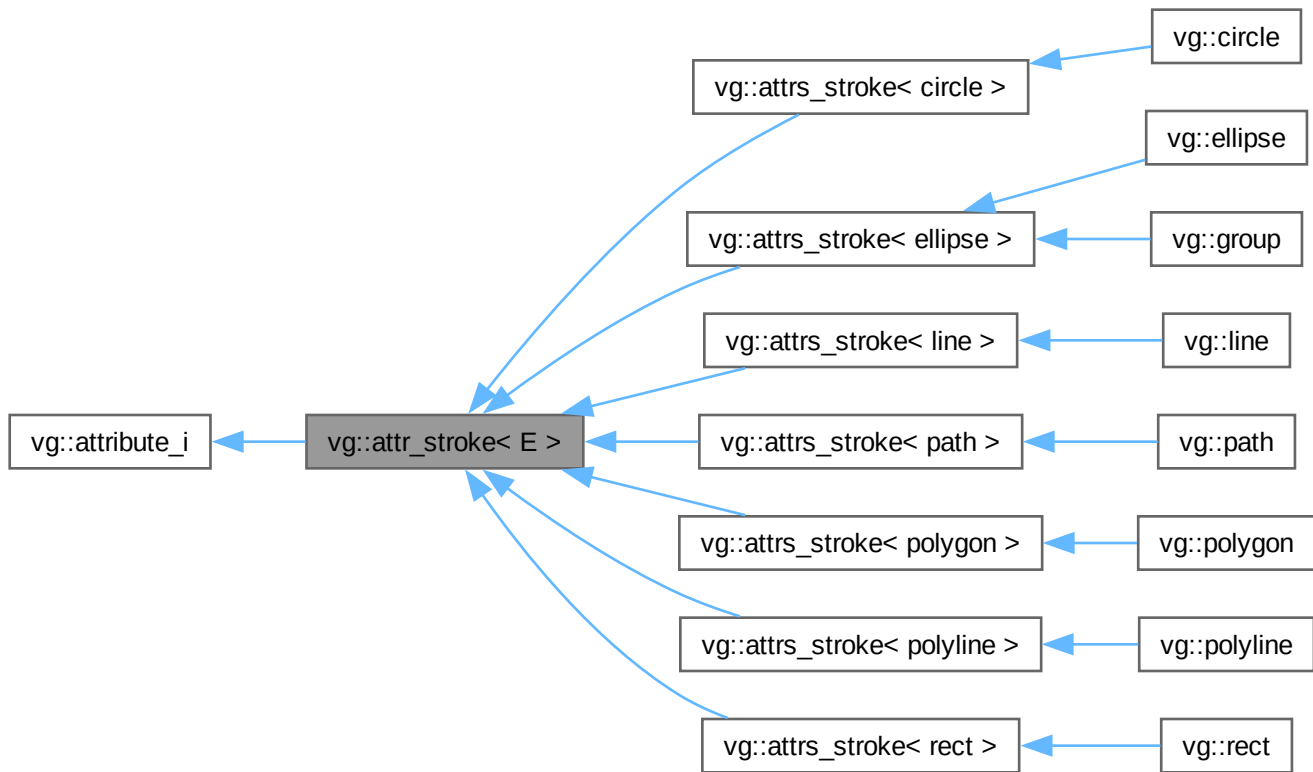 vg::circle
vg::attrs_stroke< circle >
vg::ellipse
vg::attrs_stroke< ellipse >
vg::group
vg::attrs_stroke< line >
vg::line
vg::attribute_i
vg::attr_stroke< E >
vg::attrs_stroke< path >
vg::path
vg::attrs_stroke< polygon >
vg::polygon
vg::attrs_stroke< polyline >
vg::polyline
vg::attrs_stroke< rect >
vg::rect